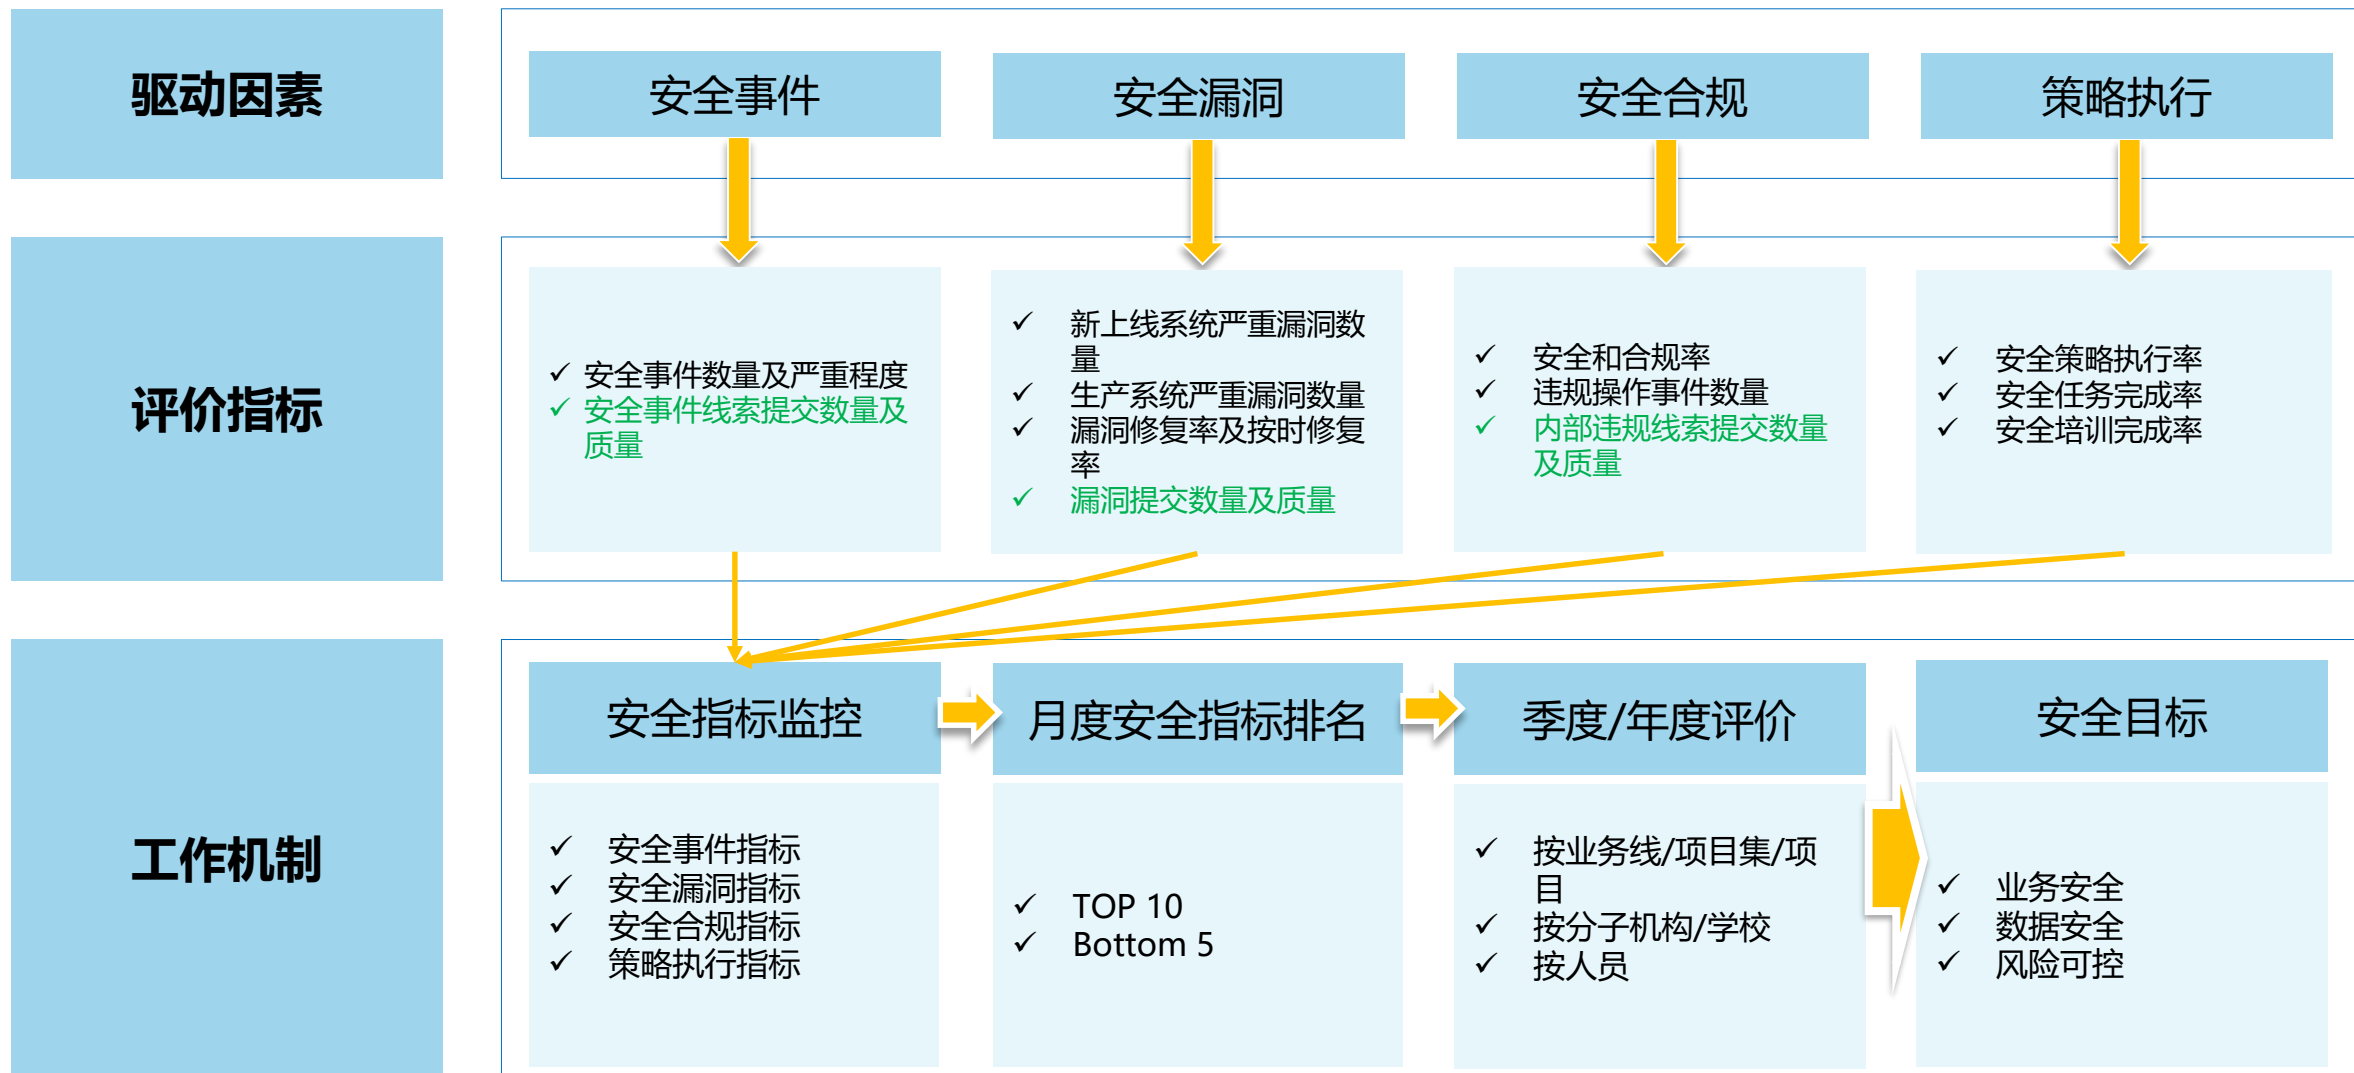 驱动因素
安全事件
安全漏洞
安全合规
策略执行
评价指标
安全事件数量及严重程度
安全事件线索提交数量及
质量
新上线系统严重漏洞数
量
生产系统严重漏洞数量
漏洞修复率及按时修复
率
漏洞提交数量及质量
安全和合规率
违规操作事件数量
内部违规线索提交数量
及质量
安全策略执行率
安全任务完成率
安全培训完成率
工作机制
安全指标监控
安全事件指标
安全漏洞指标
安全合规指标
策略执行指标
月度安全指标排名
TOP 10
Bottom 5
季度/年度评价
按业务线/项目集/项
目
按分子机构/学校
按人员
安全目标
业务安全
数据安全
风险可控